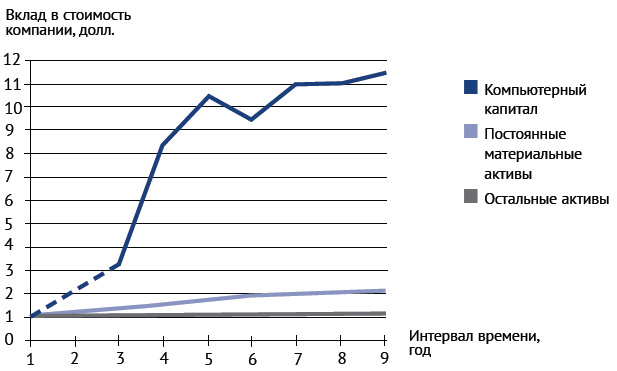 Вклад в стоимость
компании, долл.
12
11
10
9
8
7
6
5
4
3
2
1
0
1 2 3 4 5 6 7 8 9
Интервал времени,
год
Компьютерный
капитал
Постоянные
материальные
активы
Остальные активы